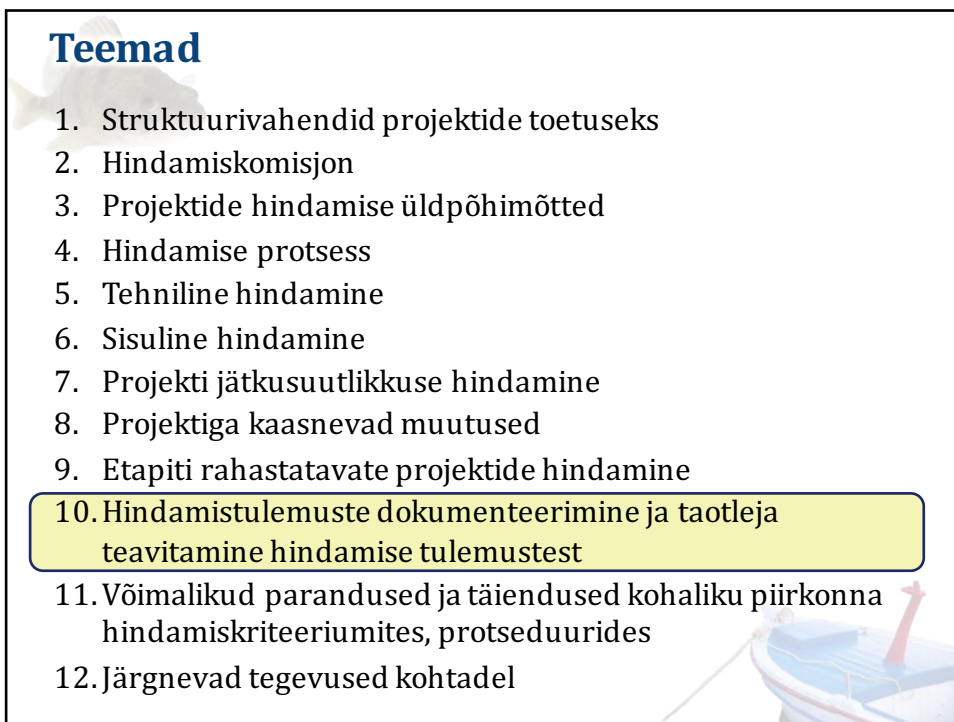 Teemad
1. Struktuurivahendid projektide toetuseks
2. Hindamiskomisjon
3. Projektide hindamise üldpõhimõtted
4. Hindamise protsess
5. Tehniline hindamine
6. Sisuline hindamine
7. Projekti jätkusuutlikkuse hindamine
8. Projektiga kaasnevad muutused
9. Etapiti rahastatavate projektide hindamine
10. Hindamistulemuste dokumenteerimine ja taotleja
teavitamine hindamise tulemustest
11. Võimalikud parandused ja täiendused kohaliku piirkonna
hindamiskriteeriumites, protseduurides
12. Järgnevad tegevused kohtadel